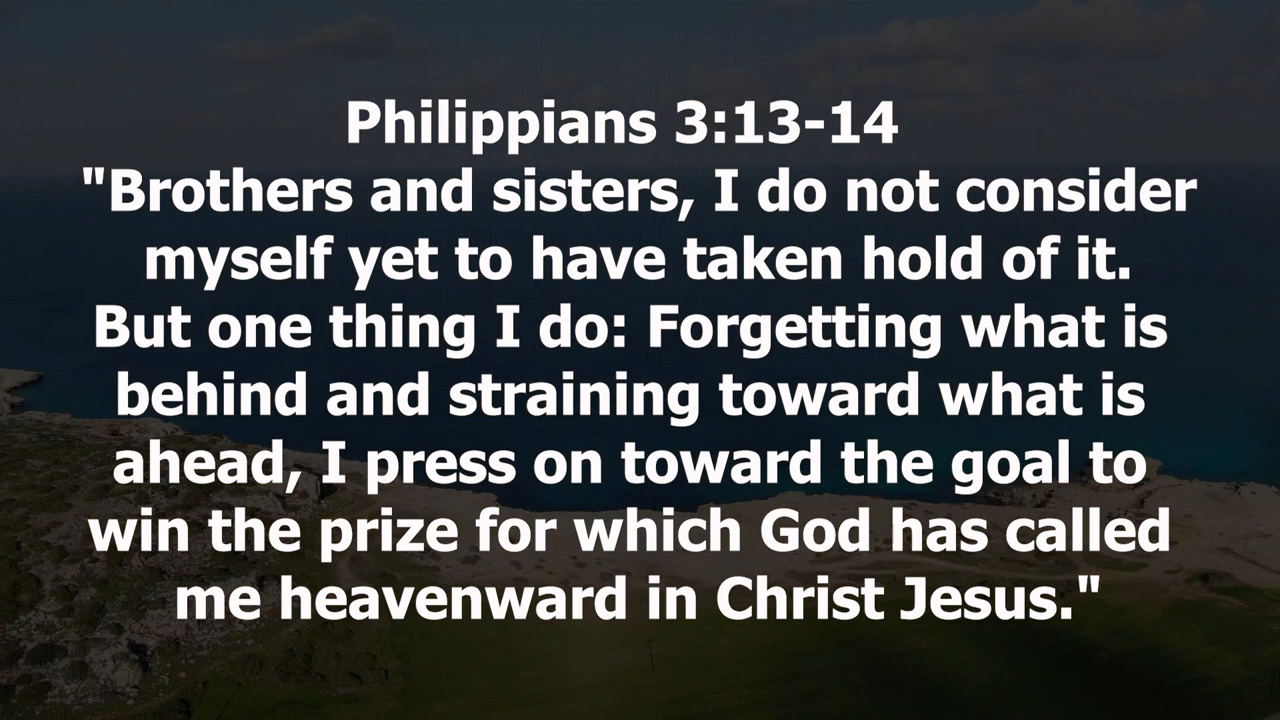 Philippians 3:13-14
"Brothers and sisters, I do not consider
myself yet to have taken hold of it.
But one thing I do: Forgetting what is
behind and straining toward what is
ahead, I press on toward the goal to
win the prize for which God has called
me heavenward in Christ Jesus."